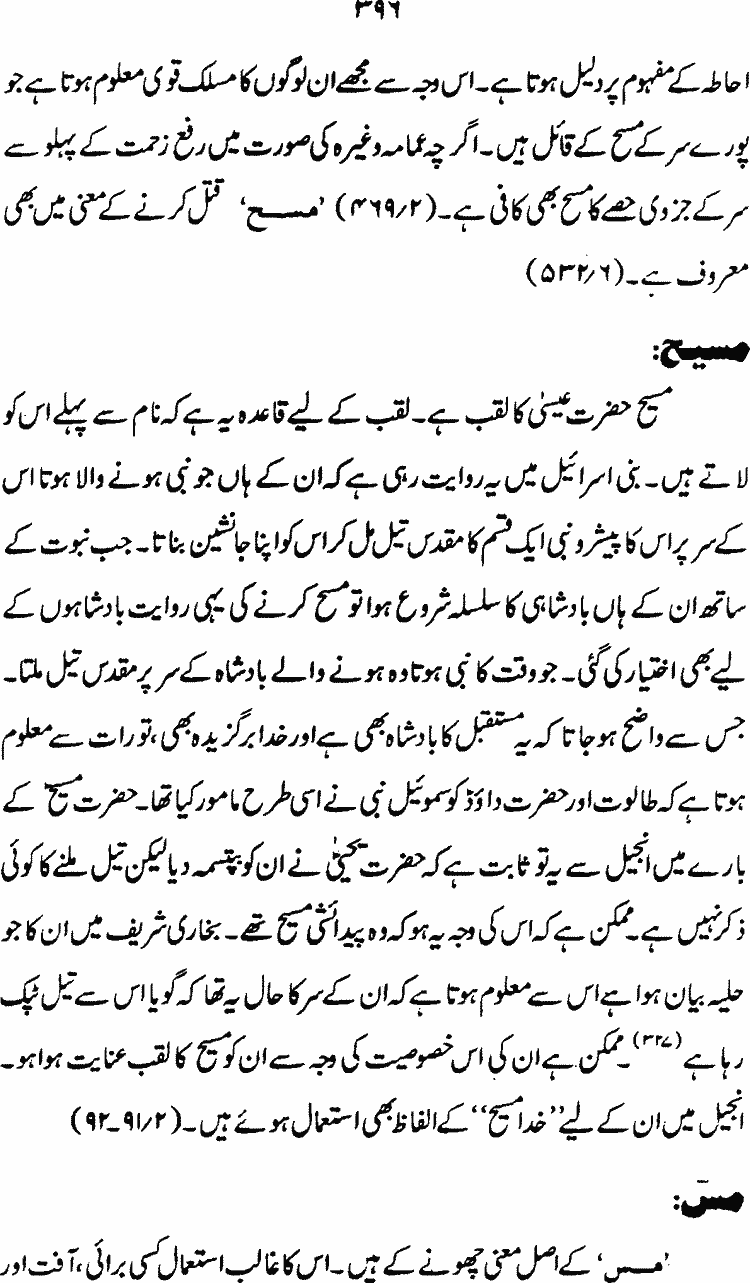 ۳۹۶
احاطہ کے مفہوم پر دلیل ہوتا ہے۔ اس وجہ سے مجھے ان لوگوں کا مسلک قوی معلوم ہوتا ہے جو
پورے سر کے مسح کے قائل ہیں۔ اگر چہ عمامہ وغیرہ کی صورت میں رفع زحمت کے پہلو سے
سر کے جزوی حصے کا مسح بھی کافی ہے۔ (۴۶۹/۲) ’مسح‘ قتل کرنے کے معنی میں بھی
معروف ہے۔ (۵۳۲/۶)
مسیح:
مسیح حضرت عیسیٰ کا لقب ہے۔ لقب کے لیے قاعدہ یہ ہے کہ نام سے پہلے اس کو
لاتے ہیں۔ بنی اسرائیل میں یہ روایت رہی ہے کہ ان کے ہاں جو نبی ہونے والا ہوتا اس
کے سر پر اس کا پیشرو نبی ایک قسم کا مقدس تیل مل کر اس کو اپنا جانشین بناتا۔ جب نبوت کے
ساتھ ان کے ہاں بادشاہی کا سلسلہ شروع ہوا تو مسح کرنے کی یہی روایت بادشاہوں کے
لیے بھی اختیار کی گئی۔ جو وقت کا نبی ہوتا وہ ہونے والے بادشاہ کے سر پر مقدس تیل ملتا۔
جس سے واضح ہو جاتا کہ یہ مستقبل کا بادشاہ بھی ہے اور خدا برگزیدہ بھی، تورات سے معلوم
ہوتا ہے کہ طالوت اور حضرت داؤدؑ کو سموئیل نبی نے اسی طرح مامور کیا تھا۔ حضرت مسیحؑ کے
بارے میں انجیل سے یہ تو ثابت ہے کہ حضرت یحییٰؑ نے ان کو بپتسمہ دیا لیکن تیل ملنے کا کوئی
ذکر نہیں ہے۔ ممکن ہے کہ اس کی وجہ یہ ہو کہ وہ پیدائشی مسیح تھے۔ بخاری شریف میں ان کا جو
حلیہ بیان ہوا ہے اس سے معلوم ہوتا ہے کہ ان کے سر کا حال یہ تھا کہ گویا اس سے تیل ٹپک
رہا ہے (۳۲۷)۔ ممکن ہے ان کی اس خصوصیت کی وجہ سے ان کو مسیح کا لقب عنایت ہوا ہو۔
انجیل میں ان کے لیے ’’خدا مسیح‘‘ کے الفاظ بھی استعمال ہوئے ہیں۔ (۹۱/۲-۹۲)
مسّ:
’مس‘ کے اصل معنی چھونے کے ہیں۔ اس کا غالب استعمال کسی برائی، آفت اور